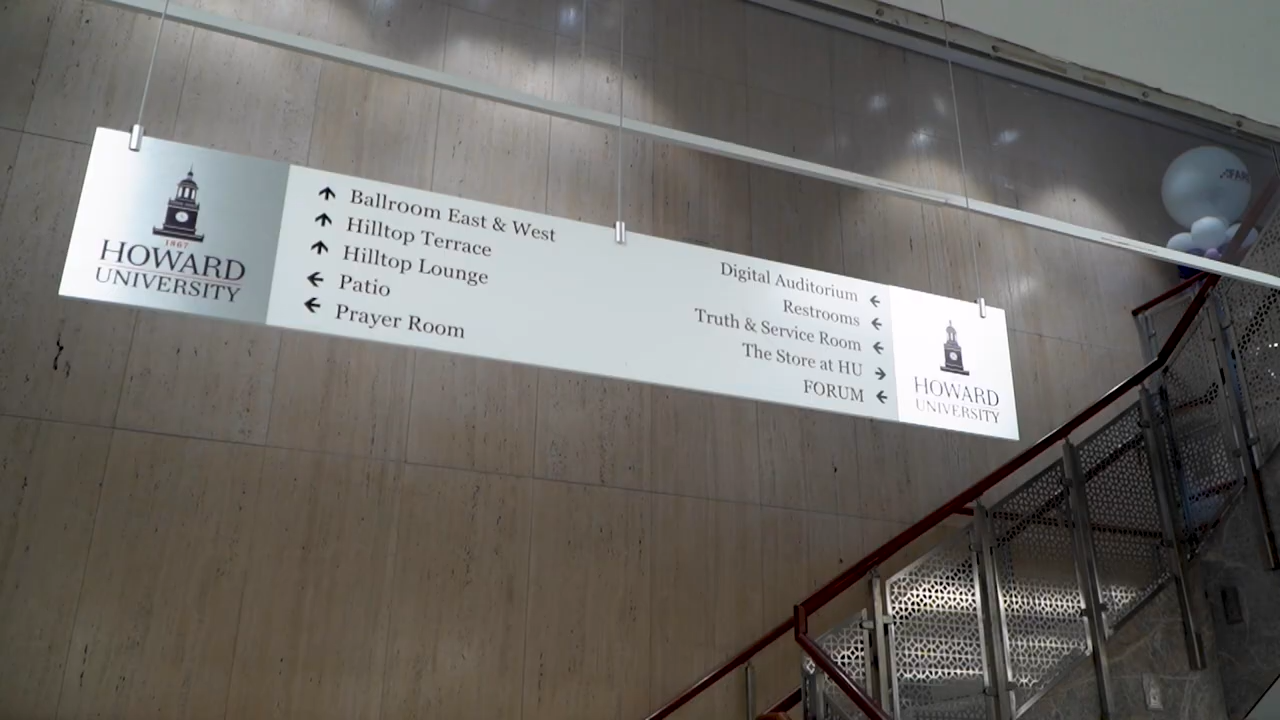 1867
HOWARD
UNIVERSITY
↑ Ballroom East & West
↑ Hilltop Terrace
↑ Hilltop Lounge
← Patio
← Prayer Room
Digital Auditorium ←
Restrooms ←
Truth & Service Room ←
The Store at HU →
FORUM ←
HOWARD
UNIVERSITY